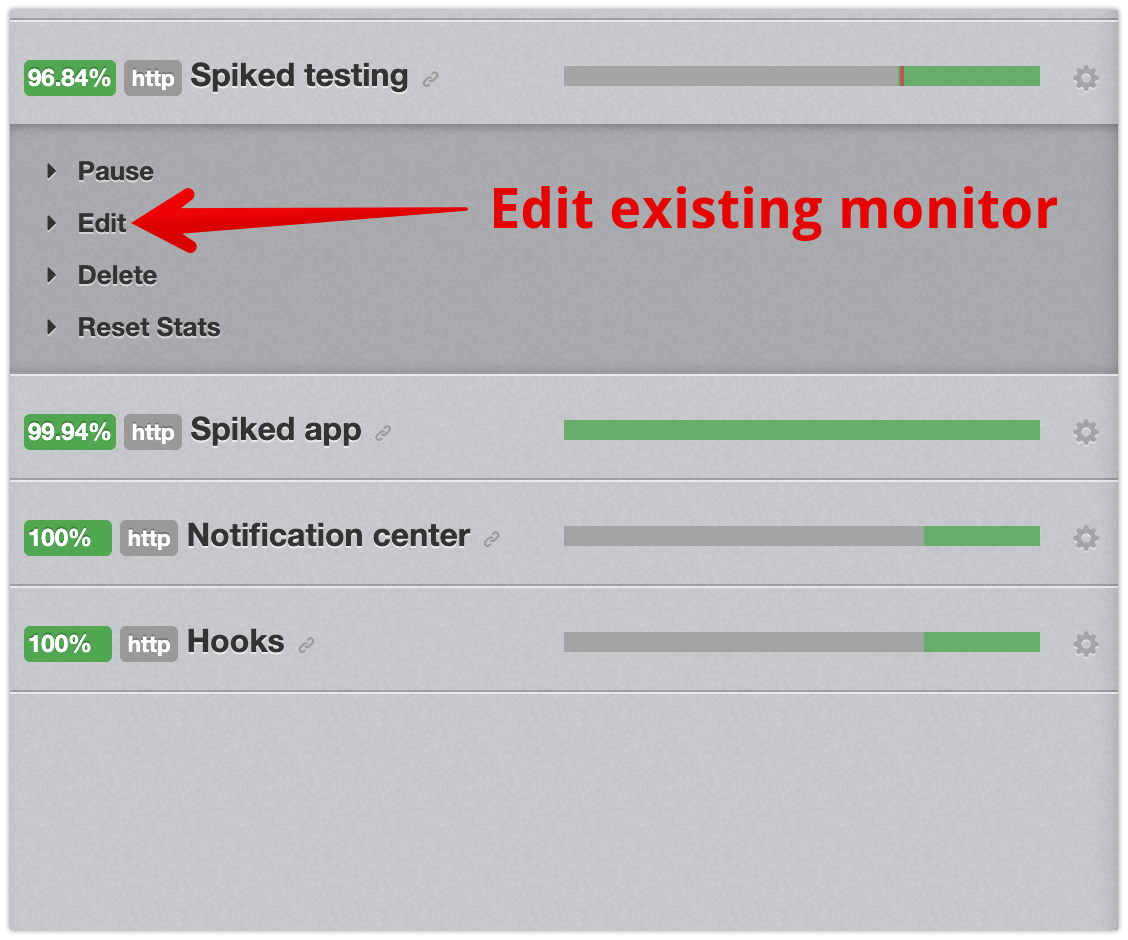 96.84% http Spiked testing
Pause
Edit
Edit existing monitor
Delete
Reset Stats
99.94% http Spiked app
100% http Notification center
100% http Hooks